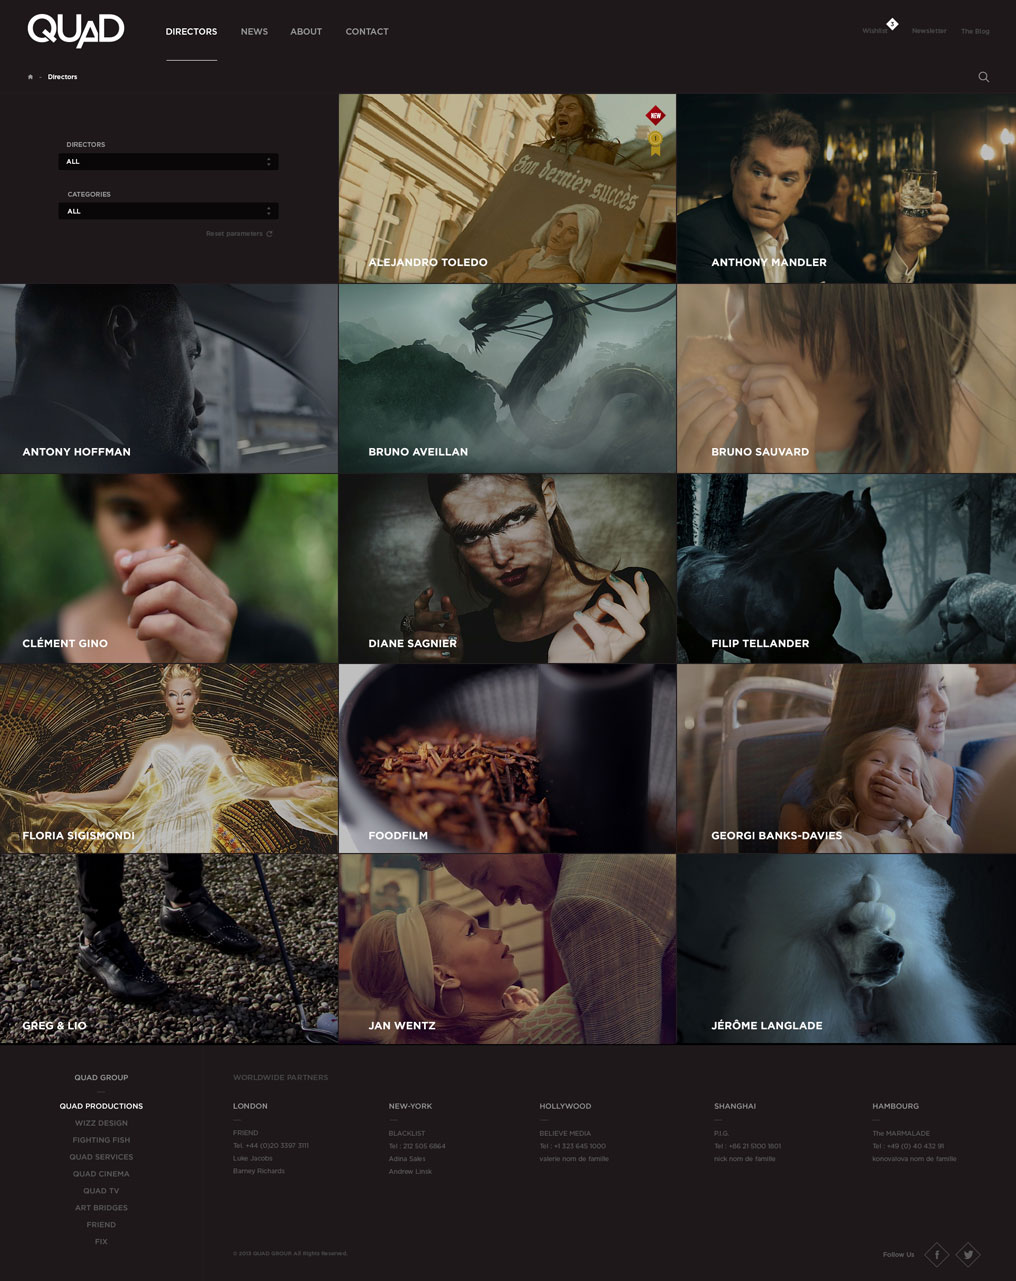 QUAD
DIRECTORS NEWS ABOUT CONTACT
Wishlist Newsletter The Blog
Directors
DIRECTORS
ALL
CATEGORIES
ALL
Reset parameters
NEW
Son dernier succès
ALEJANDRO TOLEDO
ANTHONY MANDLER
ANTONY HOFFMAN
BRUNO AVEILLAN
BRUNO SAUVARD
CLÉMENT GINO
DIANE SAGNIER
FILIP TELLANDER
FLORIA SIGISMONDI
FOODFILM
GEORGI BANKS-DAVIES
GREG & LIO
JAN WENTZ
JÉRÔME LANGLADE
QUAD GROUP
QUAD PRODUCTIONS
WIZZ DESIGN
FIGHTING FISH
QUAD SERVICES
QUAD CINEMA
QUAD TV
ART BRIDGES
FRIEND
FIX
WORLDWIDE PARTNERS
LONDON
FRIEND
Tel. +44 (0)20 3397 3111
Luke Jacobs
Barney Richards
NEW-YORK
BLACKLIST
Tel : 212 505 6864
Adina Sales
Andrew Linsk
HOLLYWOOD
BELIEVE MEDIA
Tel : +1 323 645 1000
valerie nom de famille
SHANGHAI
P.I.G.
Tel : +86 21 5100 1801
nick nom de famille
HAMBOURG
The MARMALADE
Tel : +49 (0) 40 432 91
konovalova nom de famille
© 2013 QUAD GROUP. All Rights Reserved.
Follow Us